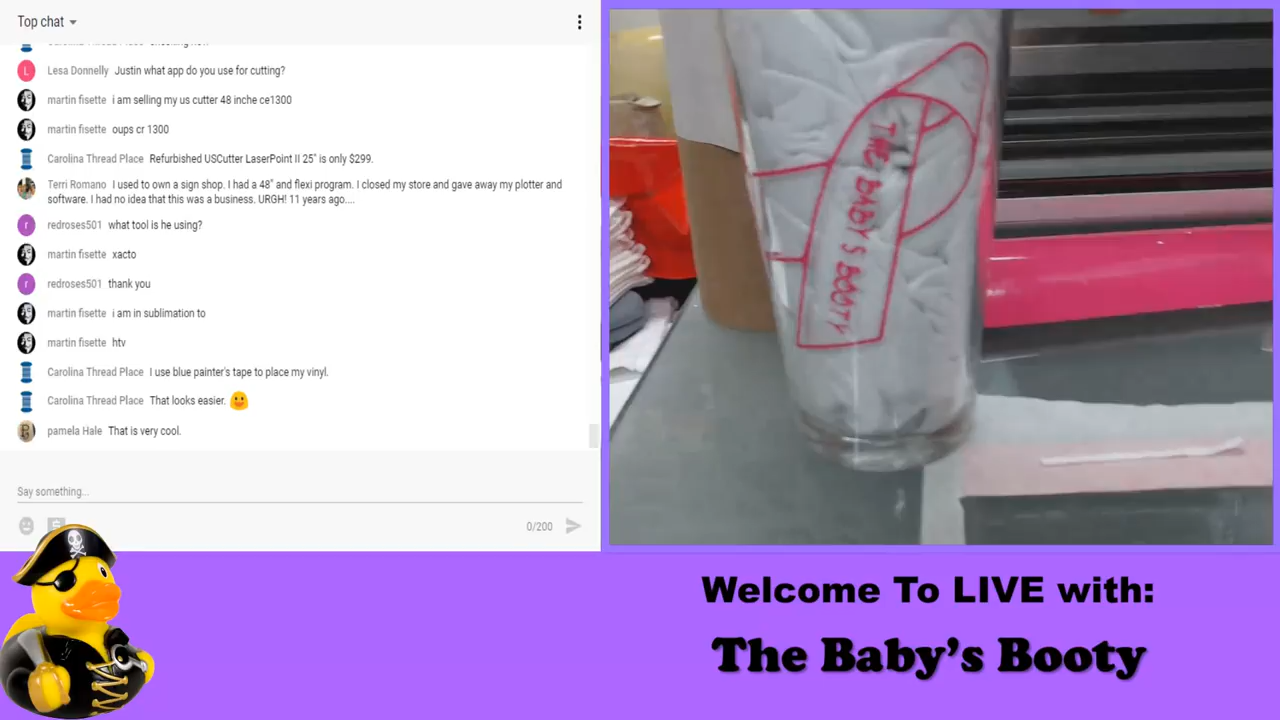 Top chat
Lesa Donnelly Justin what app do you use for cutting?
martin fisette i am selling my us cutter 48 inche ce1300
martin fisette oups cr 1300
Carolina Thread Place Refurbished USCutter LaserPoint II 25" is only $299.
Terri Romano I used to own a sign shop. I had a 48" and flexi program. I closed my store and gave away my plotter and
software. I had no idea that this was a business. URGH! 11 years ago....
redroses501 what tool is he using?
martin fisette xacto
redroses501 thank you
martin fisette i am in sublimation to
martin fisette htv
Carolina Thread Place I use blue painter's tape to place my vinyl.
Carolina Thread Place That looks easier.
pamela Hale That is very cool.
Say something...
0/200
THE BABY'S BOOTY
Welcome To LIVE with:
The Baby's Booty